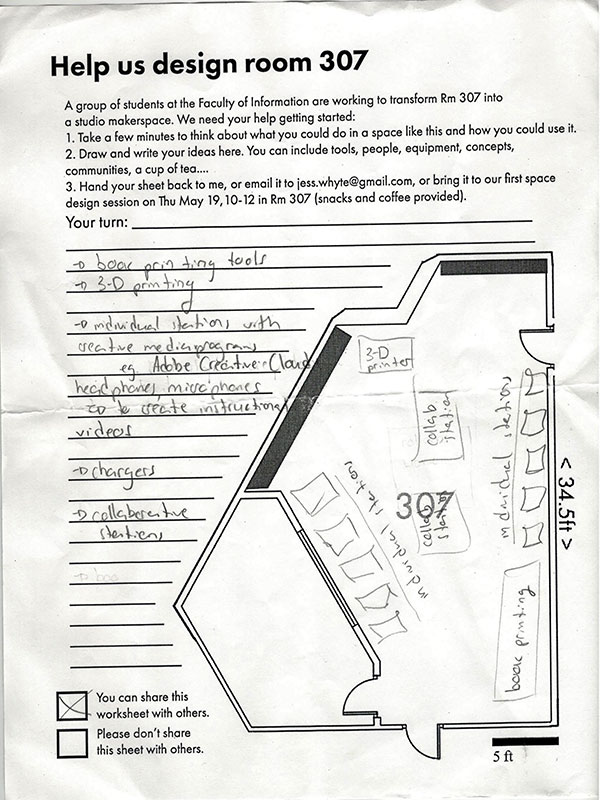 Help us design room 307
A group of students at the Faculty of Information are working to transform Rm 307 into
a studio makerspace. We need your help getting started:
1. Take a few minutes to think about what you could do in a space like this and how you could use it.
2. Draw and write your ideas here. You can include tools, people, equipment, concepts,
communities, a cup of tea....
3. Hand your sheet back to me, or email it to jess.whyte@gmail.com, or bring it to our first space
design session on Thu May 19, 10-12 in Rm 307 (snacks and coffee provided).
Your turn:
→ book printing tools
→ 3-D printing
→ individual stations with
creative media programs
eg. Adobe Creative Cloud
headphones microphones
to create instructional
videos
→ chargers
→ collaborative
stations
3-D
printer
collab
station
individual stations
307
collab
station
individual stations
book printing
< 34.5ft >
5 ft
You can share this
worksheet with others.
Please don't share
this sheet with others.